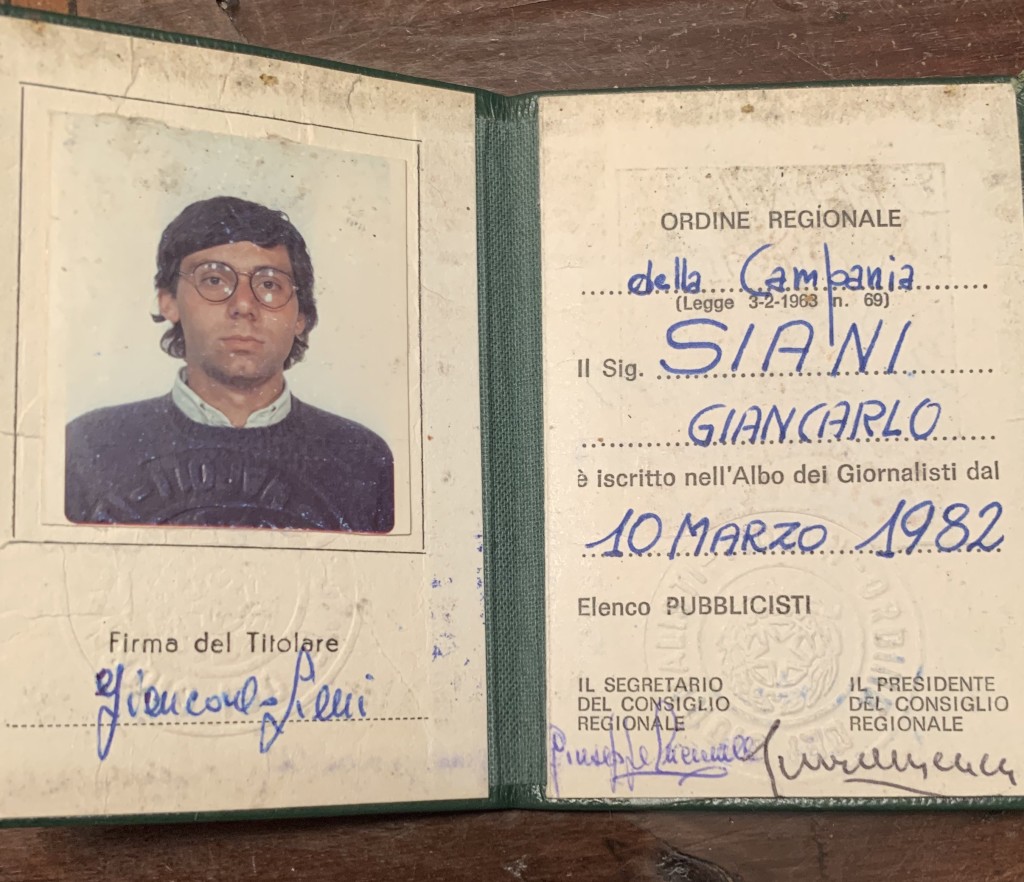 Firma del Titolare
Giancarlo Siani
ORDINE REGIONALE
della Campania
(Legge 3-2-1963 n. 69)
Il Sig. SIANI
GIANCARLO
è iscritto nell'Albo dei Giornalisti dal
10 MARZO 1982
Elenco PUBBLICISTI
IL SEGRETARIO
DEL CONSIGLIO
REGIONALE
IL PRESIDENTE
DEL CONSIGLIO
REGIONALE
Giuseppe